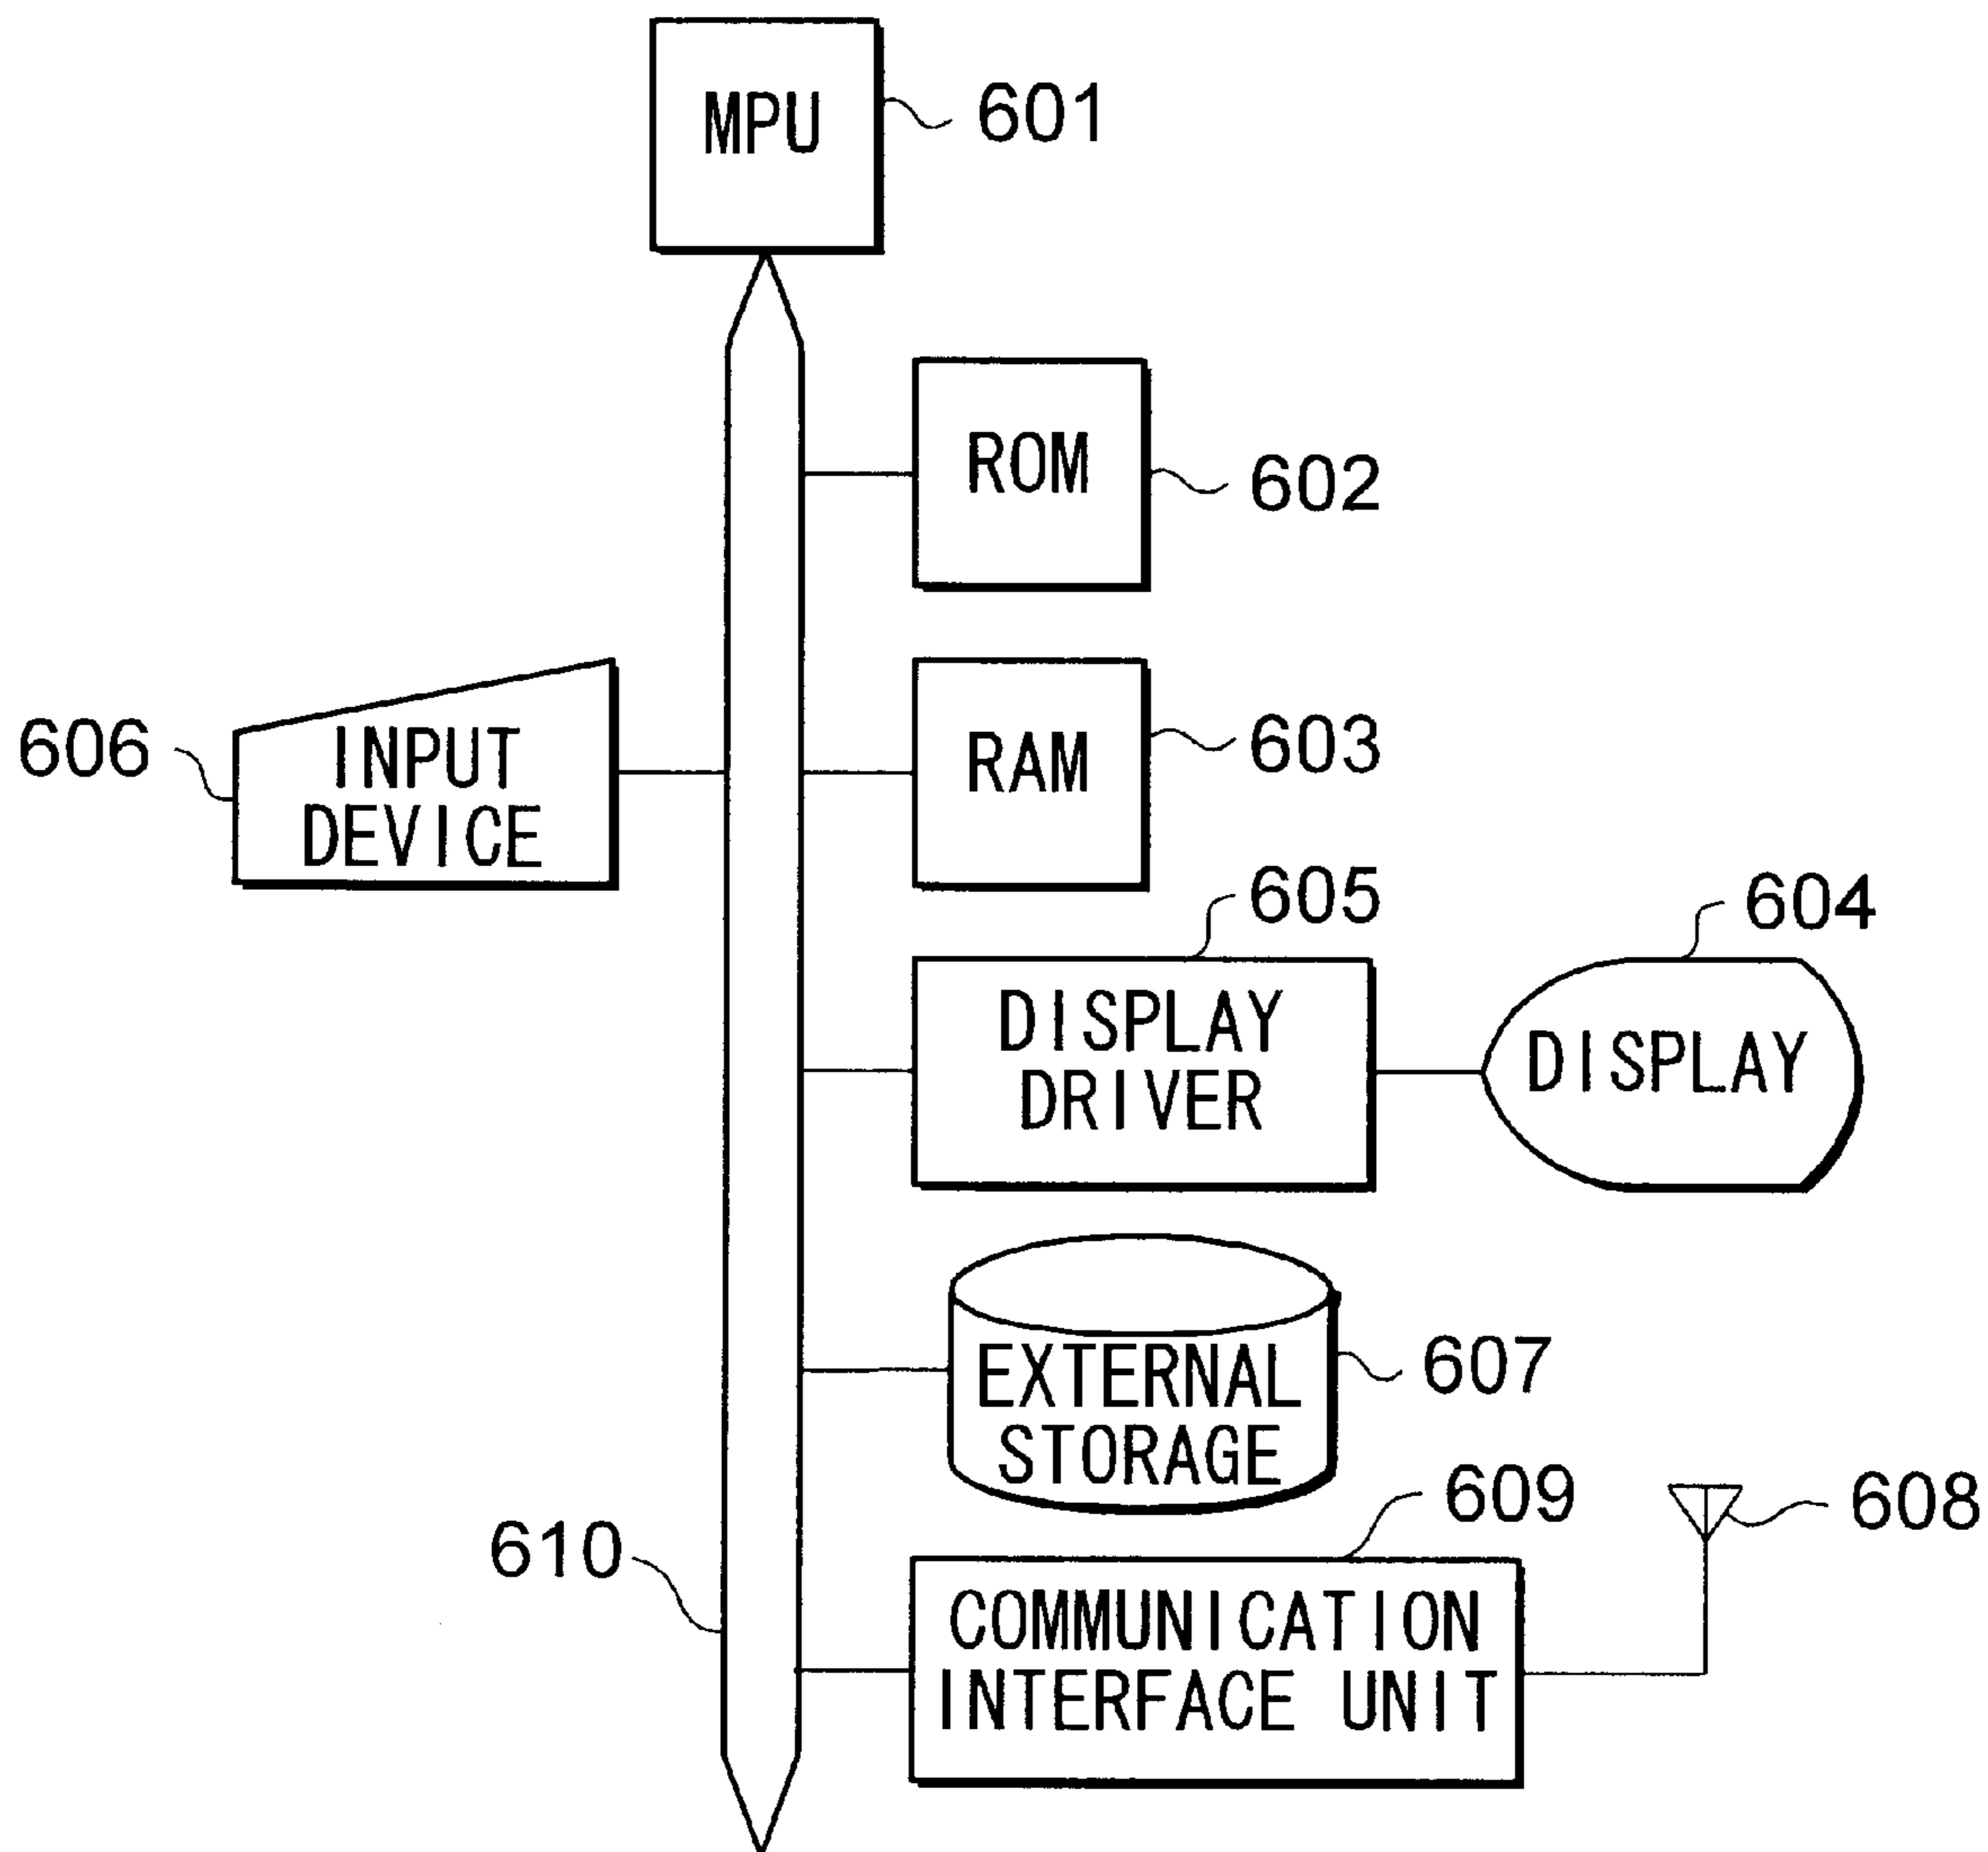 MPU
601
ROM
602
606
INPUT
DEVICE
RAM
603
605
604
DISPLAY
DRIVER
DISPLAY
EXTERNAL
STORAGE
607
609
608
610
COMMUNICATION
INTERFACE UNIT